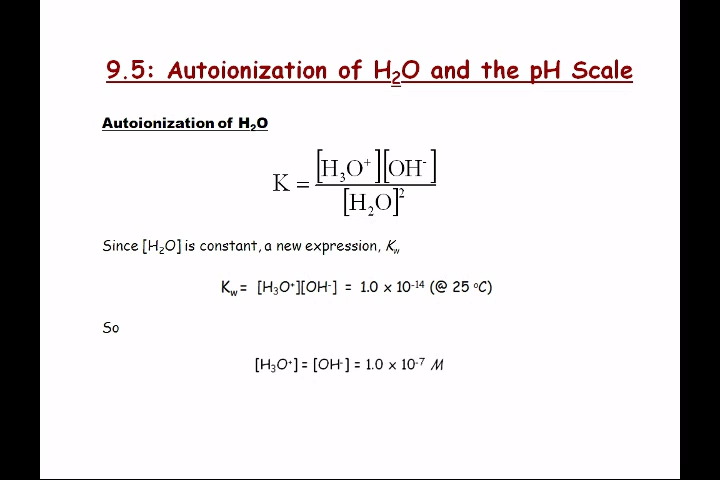 9.5: Autoionization of H₂O and the pH Scale
Autoionization of H₂O
K = [H₃O⁺][OH⁻] / [H₂O]²
Since [H₂O] is constant, a new expression, Kw
Kw = [H₃O⁺][OH⁻] = 1.0 x 10⁻¹⁴ (@ 25 ºC)
So
[H₃O⁺] = [OH⁻] = 1.0 x 10⁻⁷ M